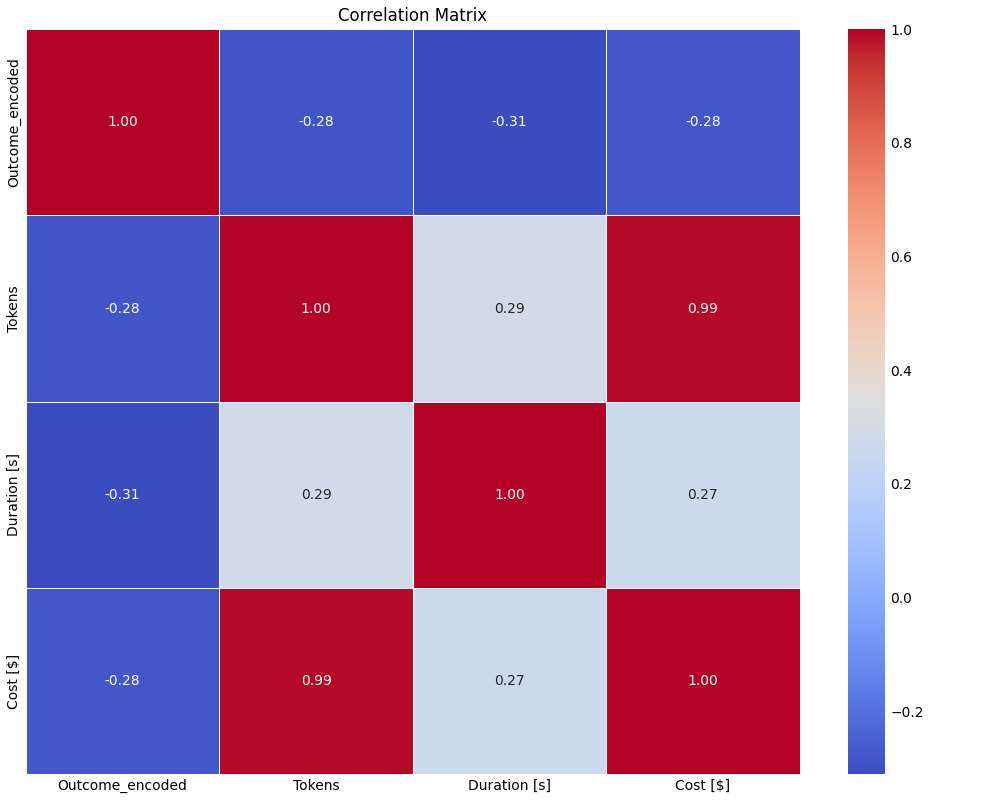 Correlation Matrix
Outcome_encoded 1.00 -0.28 -0.31 -0.28
Tokens -0.28 1.00 0.29 0.99
Duration [s] -0.31 0.29 1.00 0.27
Cost [$] -0.28 0.99 0.27 1.00
Outcome_encoded Tokens Duration [s] Cost [$]
1.0
0.8
0.6
0.4
0.2
0.0
−0.2